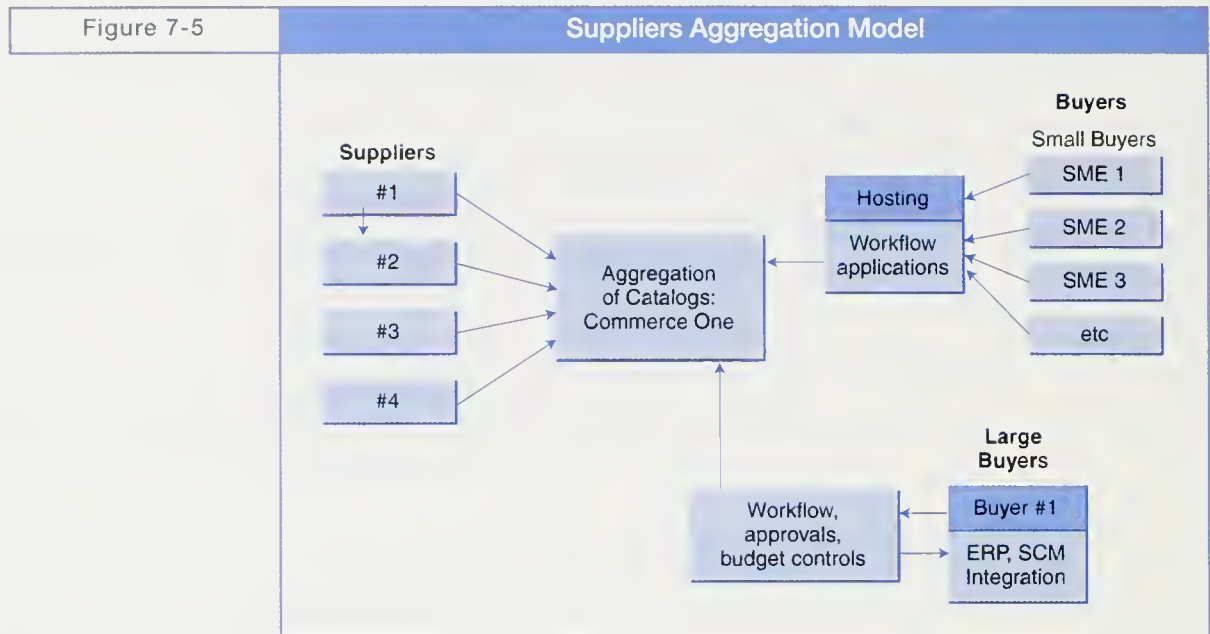 Figure 7-5
Suppliers Aggregation Model
Suppliers
#1
#2
#3
#4
Aggregation
of Catalogs:
Commerce One
Hosting
Workflow
applications
Buyers
Small Buyers
SME 1
SME 2
SME 3
etc
Workflow,
approvals,
budget controls
Large
Buyers
Buyer #1
ERP, SCM
Integration